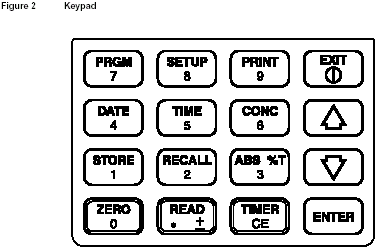 Figure 2 Keypad
PRGM SETUP PRINT EXIT
7 8 9
DATE TIME CONC
4 5 6
STORE RECALL ABS %T
1 2 3
ZERO READ TIMER ENTER
0 . ± CE